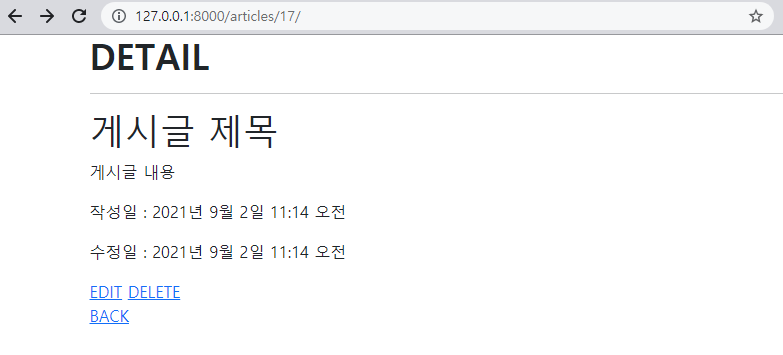 127.0.0.1:8000/articles/17/
DETAIL
게시글 제목
게시글 내용
작성일 : 2021년 9월 2일 11:14 오전
수정일 : 2021년 9월 2일 11:14 오전
EDIT DELETE
BACK